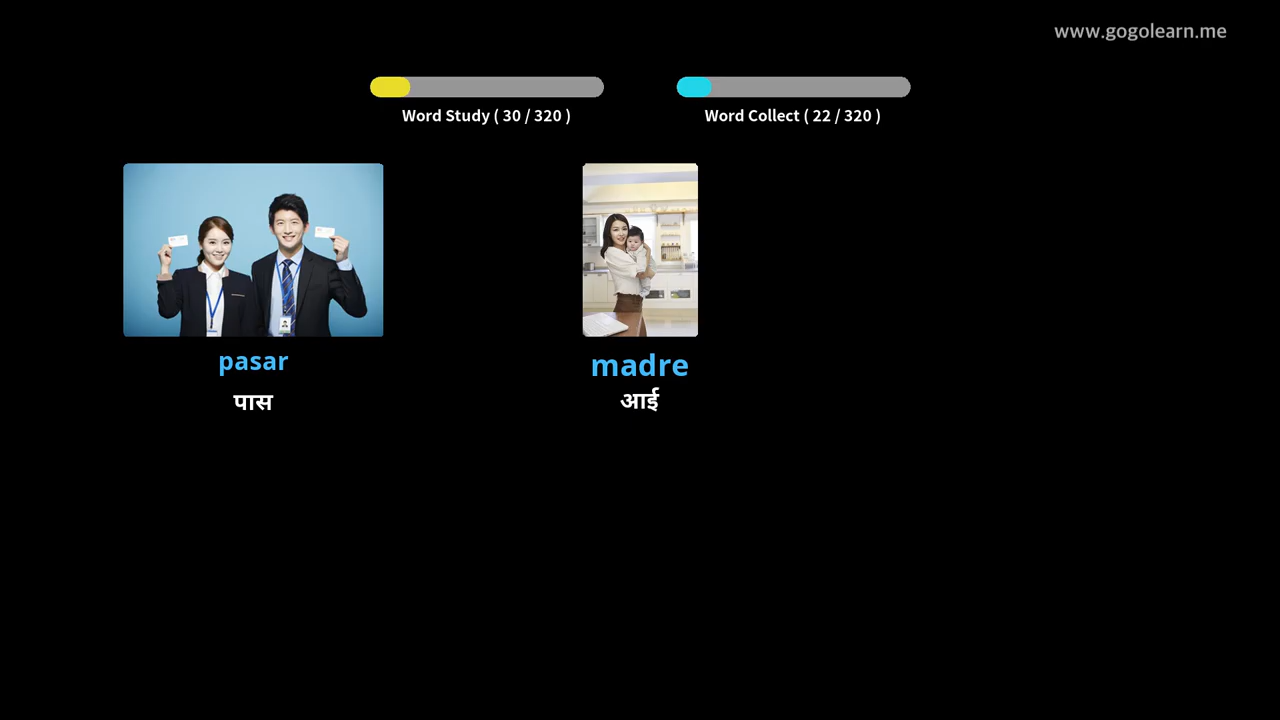 www.gogolearn.me
Word Study ( 30 / 320 )
Word Collect ( 22 / 320 )
pasar
पास
madre
आई